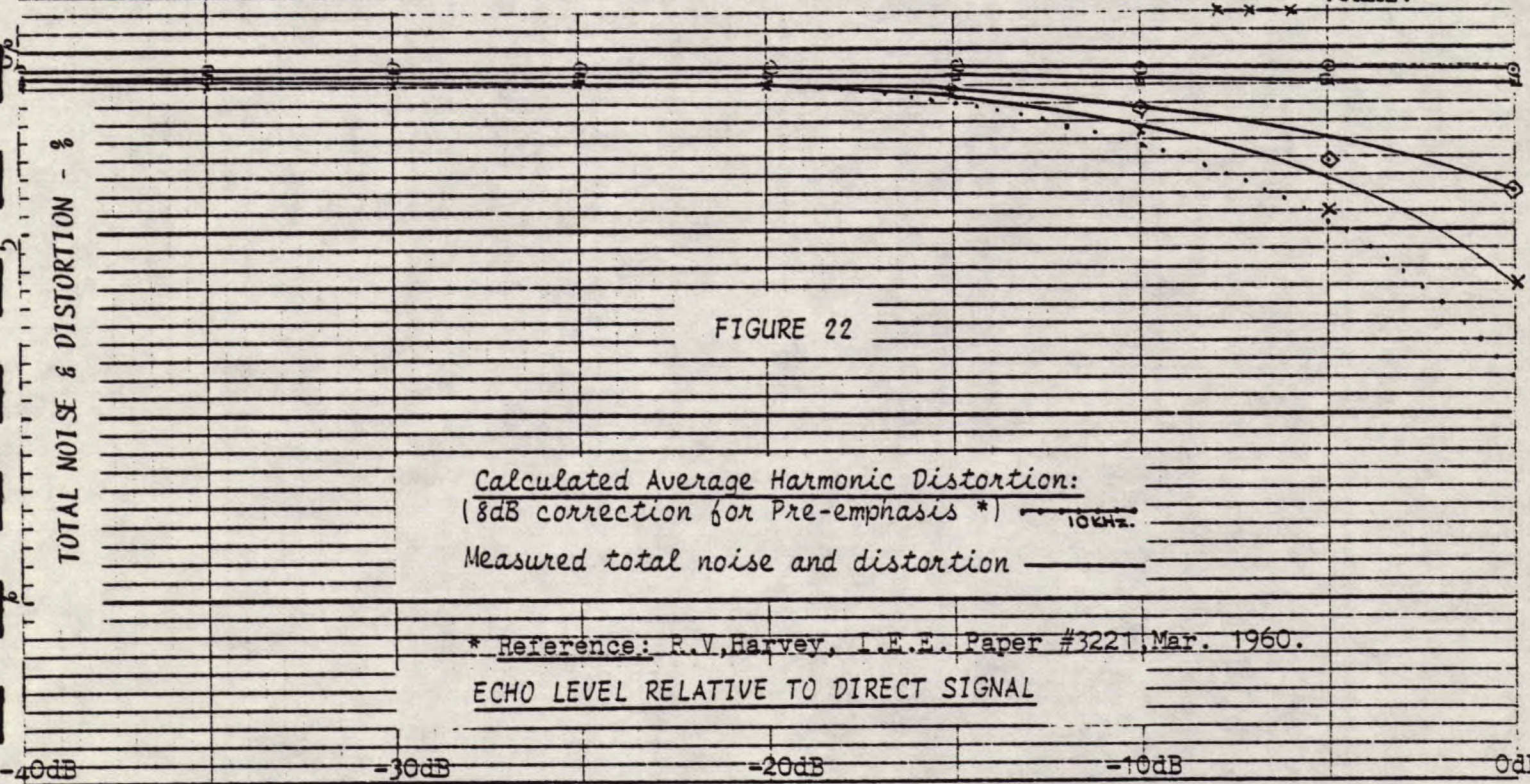 TOTAL NOISE & DISTORTION - %
FIGURE 22
Calculated Average Harmonic Distortion:
(8dB correction for Pre-emphasis *) 10KHz.
Measured total noise and distortion
* Reference: R.V,Harvey, I.E.E. Paper #3221,Mar. 1960.
ECHO LEVEL RELATIVE TO DIRECT SIGNAL
-40dB -30dB -20dB -10dB